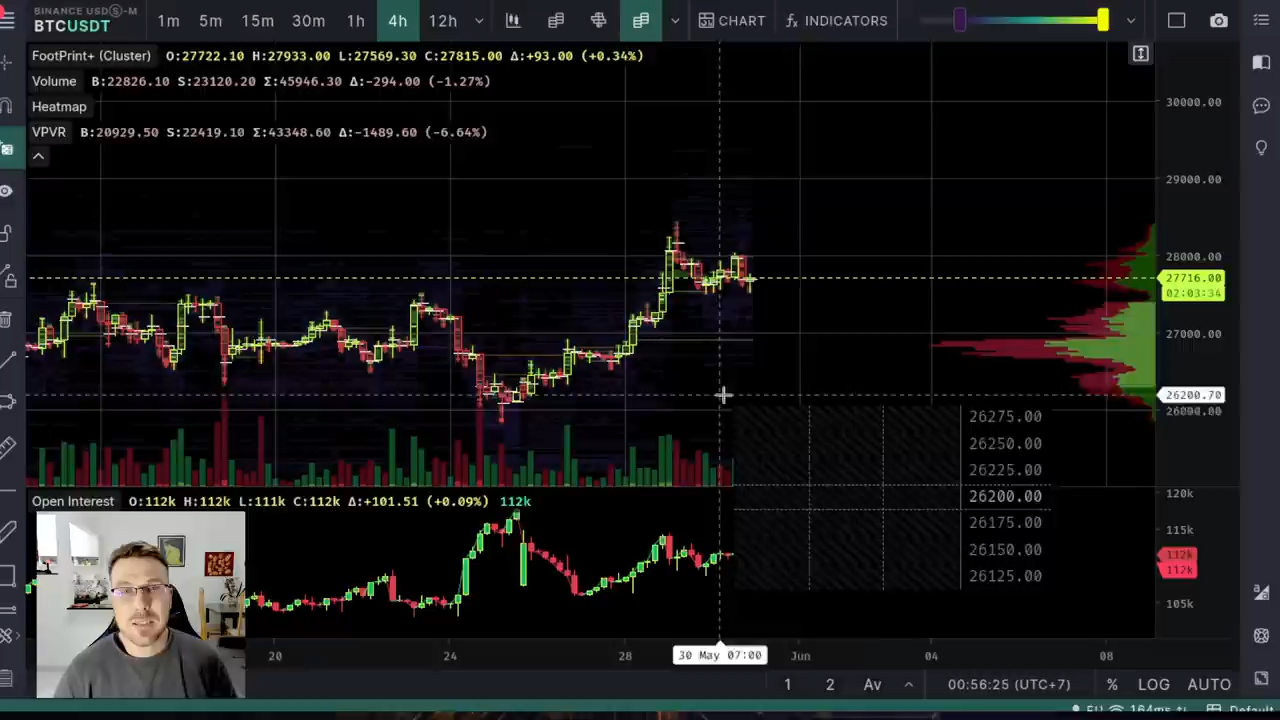 BINANCE USDⓈ-M
BTCUSDT
1m 5m 15m 30m 1h 4h 12h CHART INDICATORS
FootPrint+ (Cluster) O:27722.10 H:27933.00 L:27569.30 C:27815.00 Δ:+93.00 (+0.34%)
Volume B:22826.10 S:23120.20 Σ:45946.30 Δ:-294.00 (-1.27%)
Heatmap
VPVR B:20929.50 S:22419.10 Σ:43348.60 Δ:-1489.60 (-6.64%)
30000.00
29000.00
28000.00
27716.00
02:03:34
27000.00
26200.70
26275.00
26250.00
26225.00
26200.00
26175.00
26150.00
26125.00
Open Interest O:112k H:112k L:111k C:112k Δ:+101.51 (+0.09%) 112k
120k
115k
112k
112k
105k
20 24 28 30 May 07:00 Jun 04 08
1 2 Av 00:56:25 (UTC+7) % LOG AUTO
EU 164ms Default